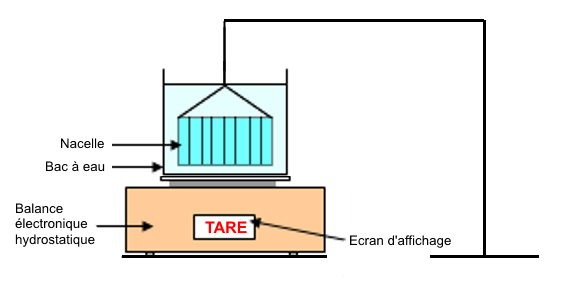 Nacelle
Bac à eau
Balance
électronique
hydrostatique
TARE
Ecran d'affichage